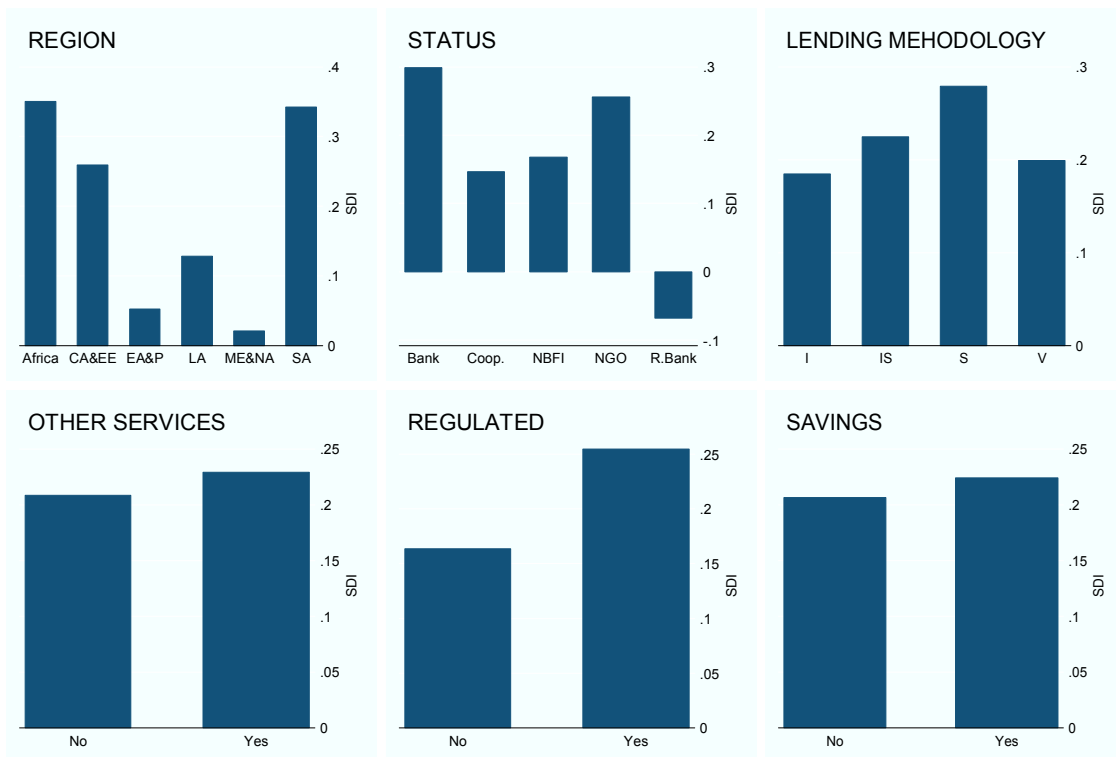 REGION
.4
.3
.2
.1
0
SDI
Africa CA&EE EA&P LA ME&NA SA
STATUS
.3
.2
.1
0
-.1
SDI
Bank Coop. NBFI NGO R.Bank
LENDING MEHODOLOGY
.3
.2
.1
0
SDI
I IS S V
OTHER SERVICES
.25
.2
.15
.1
.05
0
SDI
No Yes
REGULATED
.25
.2
.15
.1
.05
0
SDI
No Yes
SAVINGS
.25
.2
.15
.1
.05
0
SDI
No Yes